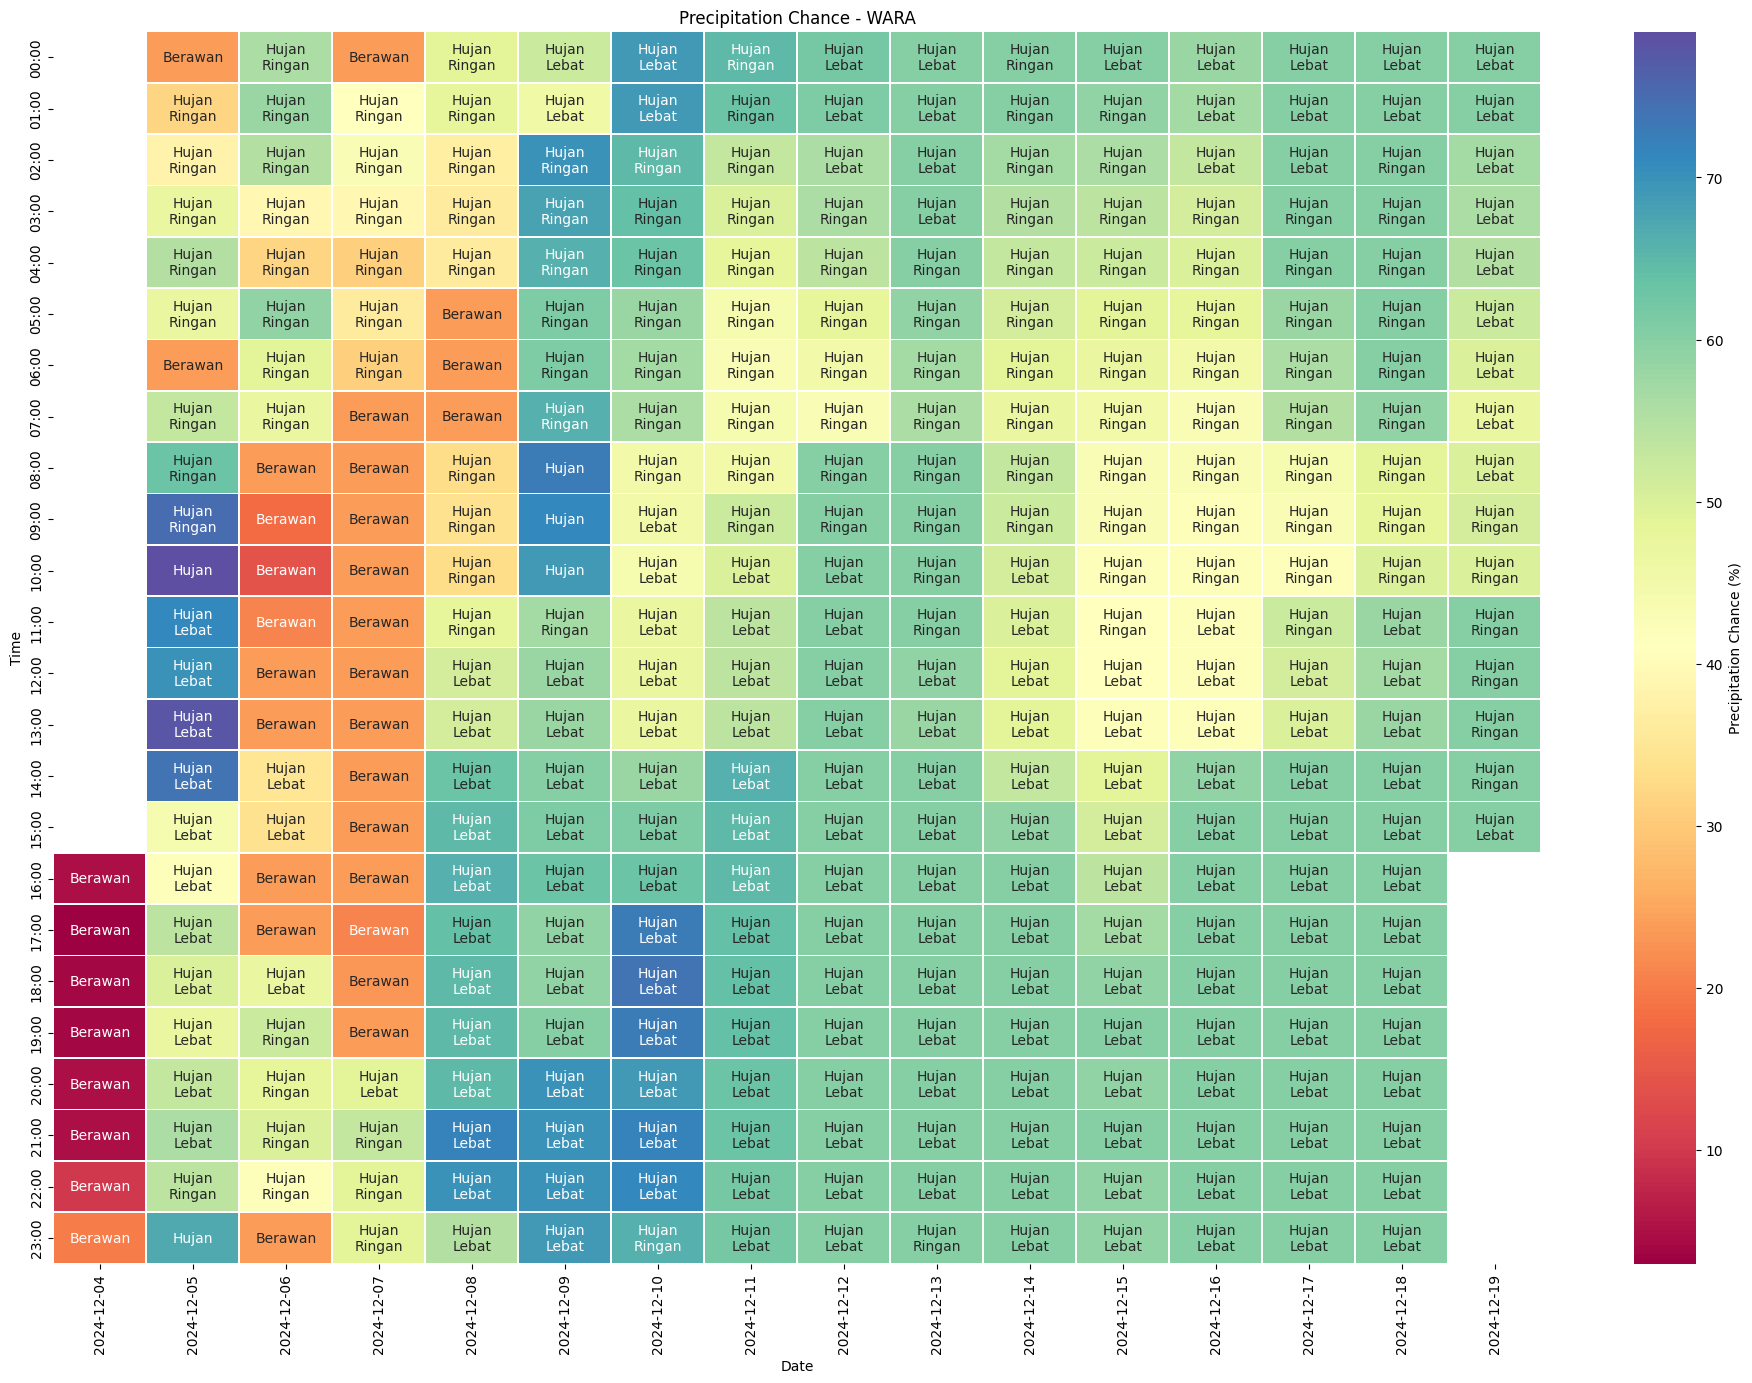 Precipitation Chance - WARA
00:00 Berawan Hujan Ringan Berawan Hujan Ringan Hujan Lebat Hujan Lebat Hujan Ringan Hujan Lebat Hujan Lebat Hujan Ringan Hujan Lebat Hujan Lebat Hujan Lebat Hujan Lebat Hujan Lebat
01:00 Hujan Ringan Hujan Ringan Hujan Ringan Hujan Ringan Hujan Lebat Hujan Lebat Hujan Ringan Hujan Lebat Hujan Lebat Hujan Ringan Hujan Ringan Hujan Lebat Hujan Lebat Hujan Lebat Hujan Lebat
02:00 Hujan Ringan Hujan Ringan Hujan Ringan Hujan Ringan Hujan Ringan Hujan Ringan Hujan Ringan Hujan Lebat Hujan Lebat Hujan Ringan Hujan Ringan Hujan Lebat Hujan Lebat Hujan Ringan Hujan Lebat
03:00 Hujan Ringan Hujan Ringan Hujan Ringan Hujan Ringan Hujan Ringan Hujan Ringan Hujan Ringan Hujan Ringan Hujan Lebat Hujan Ringan Hujan Ringan Hujan Ringan Hujan Ringan Hujan Ringan Hujan Lebat
04:00 Hujan Ringan Hujan Ringan Hujan Ringan Hujan Ringan Hujan Ringan Hujan Ringan Hujan Ringan Hujan Ringan Hujan Ringan Hujan Ringan Hujan Ringan Hujan Ringan Hujan Ringan Hujan Ringan Hujan Lebat
05:00 Hujan Ringan Hujan Ringan Hujan Ringan Berawan Hujan Ringan Hujan Ringan Hujan Ringan Hujan Ringan Hujan Ringan Hujan Ringan Hujan Ringan Hujan Ringan Hujan Ringan Hujan Ringan Hujan Lebat
06:00 Berawan Hujan Ringan Hujan Ringan Berawan Hujan Ringan Hujan Ringan Hujan Ringan Hujan Ringan Hujan Ringan Hujan Ringan Hujan Ringan Hujan Ringan Hujan Ringan Hujan Ringan Hujan Lebat
07:00 Hujan Ringan Hujan Ringan Berawan Berawan Hujan Ringan Hujan Ringan Hujan Ringan Hujan Ringan Hujan Ringan Hujan Ringan Hujan Ringan Hujan Ringan Hujan Ringan Hujan Ringan Hujan Lebat
08:00 Hujan Ringan Berawan Berawan Hujan Ringan Hujan Hujan Ringan Hujan Ringan Hujan Ringan Hujan Ringan Hujan Ringan Hujan Ringan Hujan Ringan Hujan Ringan Hujan Ringan Hujan Lebat
09:00 Hujan Ringan Berawan Berawan Hujan Ringan Hujan Hujan Lebat Hujan Ringan Hujan Ringan Hujan Ringan Hujan Ringan Hujan Ringan Hujan Ringan Hujan Ringan Hujan Ringan Hujan Ringan
10:00 Hujan Berawan Berawan Hujan Ringan Hujan Hujan Lebat Hujan Lebat Hujan Lebat Hujan Ringan Hujan Lebat Hujan Ringan Hujan Ringan Hujan Ringan Hujan Ringan Hujan Ringan
11:00 Hujan Lebat Berawan Berawan Hujan Ringan Hujan Ringan Hujan Lebat Hujan Lebat Hujan Lebat Hujan Ringan Hujan Lebat Hujan Ringan Hujan Lebat Hujan Ringan Hujan Lebat Hujan Ringan
12:00 Hujan Lebat Berawan Berawan Hujan Lebat Hujan Lebat Hujan Lebat Hujan Lebat Hujan Lebat Hujan Lebat Hujan Lebat Hujan Lebat Hujan Lebat Hujan Lebat Hujan Lebat Hujan Ringan
13:00 Hujan Lebat Berawan Berawan Hujan Lebat Hujan Lebat Hujan Lebat Hujan Lebat Hujan Lebat Hujan Lebat Hujan Lebat Hujan Lebat Hujan Lebat Hujan Lebat Hujan Lebat Hujan Ringan
14:00 Hujan Lebat Hujan Lebat Berawan Hujan Lebat Hujan Lebat Hujan Lebat Hujan Lebat Hujan Lebat Hujan Lebat Hujan Lebat Hujan Lebat Hujan Lebat Hujan Lebat Hujan Lebat Hujan Ringan
15:00 Hujan Lebat Hujan Lebat Berawan Hujan Lebat Hujan Lebat Hujan Lebat Hujan Lebat Hujan Lebat Hujan Lebat Hujan Lebat Hujan Lebat Hujan Lebat Hujan Lebat Hujan Lebat Hujan Lebat
16:00 Berawan Hujan Lebat Berawan Berawan Hujan Lebat Hujan Lebat Hujan Lebat Hujan Lebat Hujan Lebat Hujan Lebat Hujan Lebat Hujan Lebat Hujan Lebat Hujan Lebat Hujan Lebat
17:00 Berawan Hujan Lebat Berawan Berawan Hujan Lebat Hujan Lebat Hujan Lebat Hujan Lebat Hujan Lebat Hujan Lebat Hujan Lebat Hujan Lebat Hujan Lebat Hujan Lebat Hujan Lebat
18:00 Berawan Hujan Lebat Hujan Lebat Berawan Hujan Lebat Hujan Lebat Hujan Lebat Hujan Lebat Hujan Lebat Hujan Lebat Hujan Lebat Hujan Lebat Hujan Lebat Hujan Lebat Hujan Lebat
19:00 Berawan Hujan Lebat Hujan Ringan Berawan Hujan Lebat Hujan Lebat Hujan Lebat Hujan Lebat Hujan Lebat Hujan Lebat Hujan Lebat Hujan Lebat Hujan Lebat Hujan Lebat Hujan Lebat
20:00 Berawan Hujan Lebat Hujan Ringan Hujan Lebat Hujan Lebat Hujan Lebat Hujan Lebat Hujan Lebat Hujan Lebat Hujan Lebat Hujan Lebat Hujan Lebat Hujan Lebat Hujan Lebat Hujan Lebat
21:00 Berawan Hujan Lebat Hujan Ringan Hujan Ringan Hujan Lebat Hujan Lebat Hujan Lebat Hujan Lebat Hujan Lebat Hujan Lebat Hujan Lebat Hujan Lebat Hujan Lebat Hujan Lebat Hujan Lebat
22:00 Berawan Hujan Ringan Hujan Ringan Hujan Ringan Hujan Lebat Hujan Lebat Hujan Lebat Hujan Lebat Hujan Lebat Hujan Lebat Hujan Lebat Hujan Lebat Hujan Lebat Hujan Lebat Hujan Lebat
23:00 Berawan Hujan Berawan Hujan Ringan Hujan Lebat Hujan Lebat Hujan Ringan Hujan Lebat Hujan Lebat Hujan Ringan Hujan Lebat Hujan Lebat Hujan Lebat Hujan Lebat Hujan Lebat
Time
2024-12-04 2024-12-05 2024-12-06 2024-12-07 2024-12-08 2024-12-09 2024-12-10 2024-12-11 2024-12-12 2024-12-13 2024-12-14 2024-12-15 2024-12-16 2024-12-17 2024-12-18 2024-12-19
Date
70
60
50
40
30
20
10
Precipitation Chance (%)